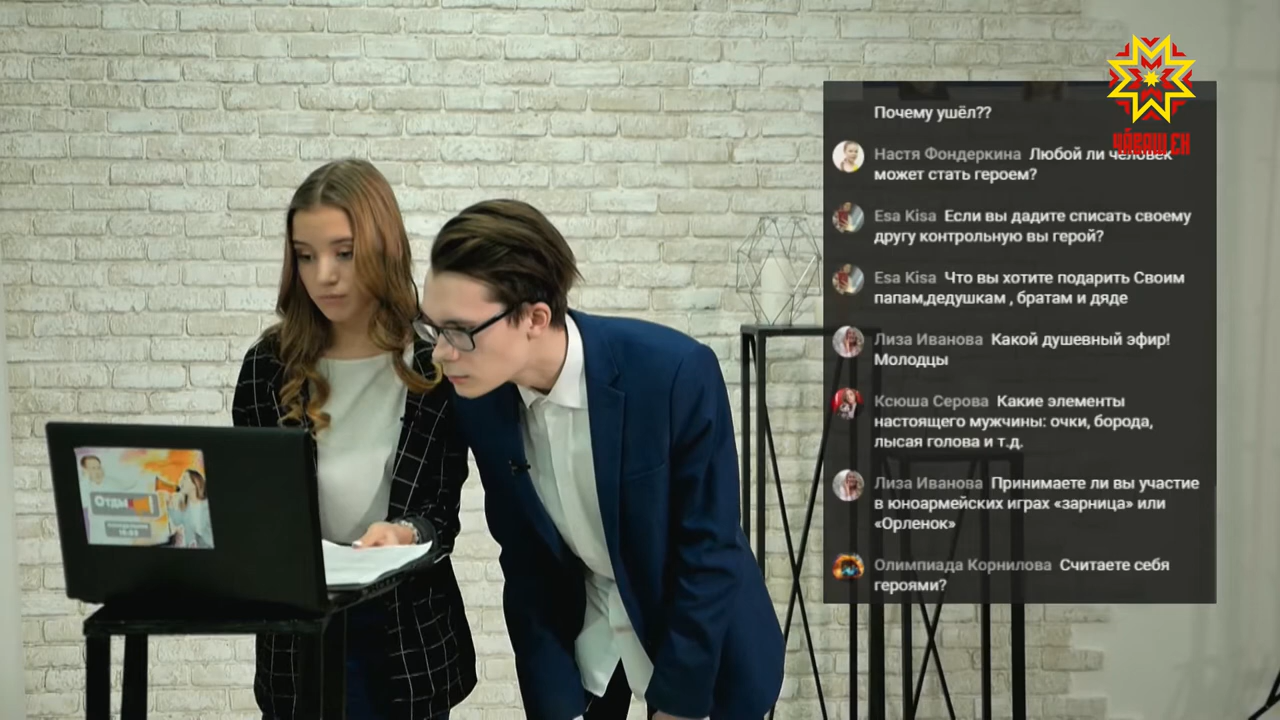 ЧӐВАШ ЕН
Почему ушёл??
Настя Фондеркина Любой ли человек
может стать героем?
Esa Kisa Если вы дадите списать своему
другу контрольную вы герой?
Esa Kisa Что вы хотите подарить Своим
папам,дедушкам , братам и дяде
Лиза Иванова Какой душевный эфир!
Молодцы
Ксюша Серова Какие элементы
настоящего мужчины: очки, борода,
лысая голова и т.д.
Лиза Иванова Принимаете ли вы участие
в юноармейских играх «зарница» или
«Орленок»
Олимпиада Корнилова Считаете себя
героями?
Отды